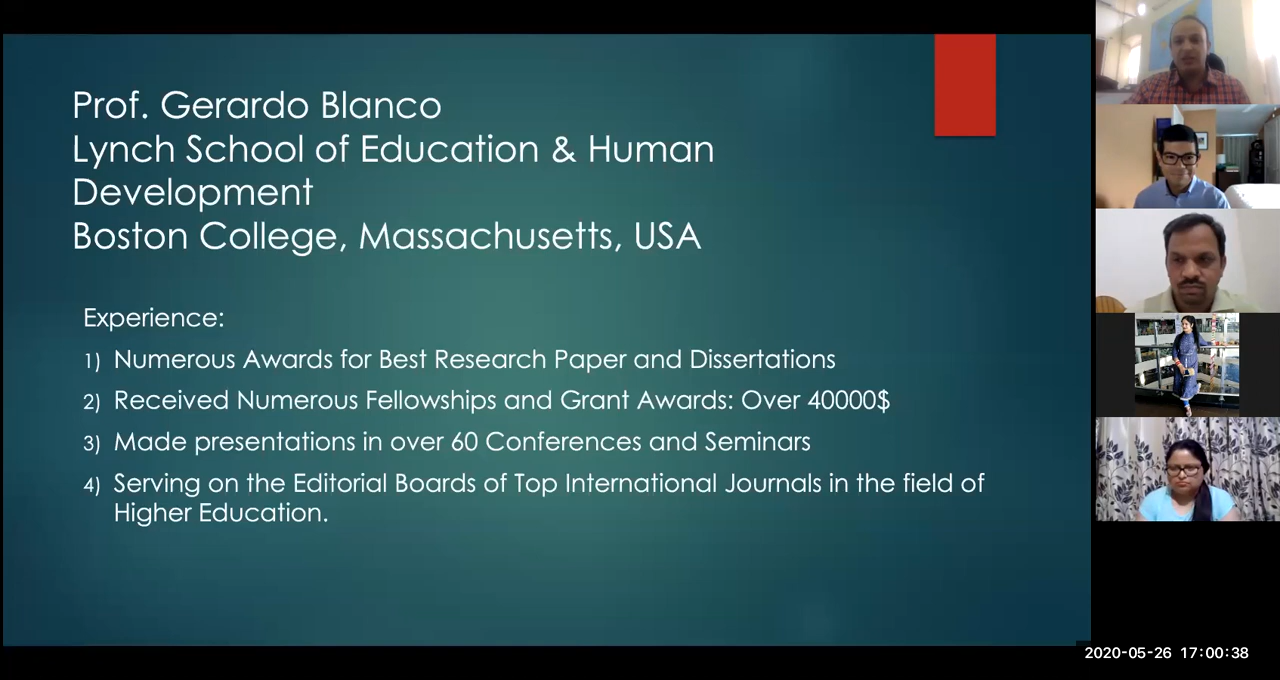 Prof. Gerardo Blanco
Lynch School of Education & Human
Development
Boston College, Massachusetts, USA
Experience:
1) Numerous Awards for Best Research Paper and Dissertations
2) Received Numerous Fellowships and Grant Awards: Over 40000$
3) Made presentations in over 60 Conferences and Seminars
4) Serving on the Editorial Boards of Top International Journals in the field of
Higher Education.
2020-05-26 17:00:38